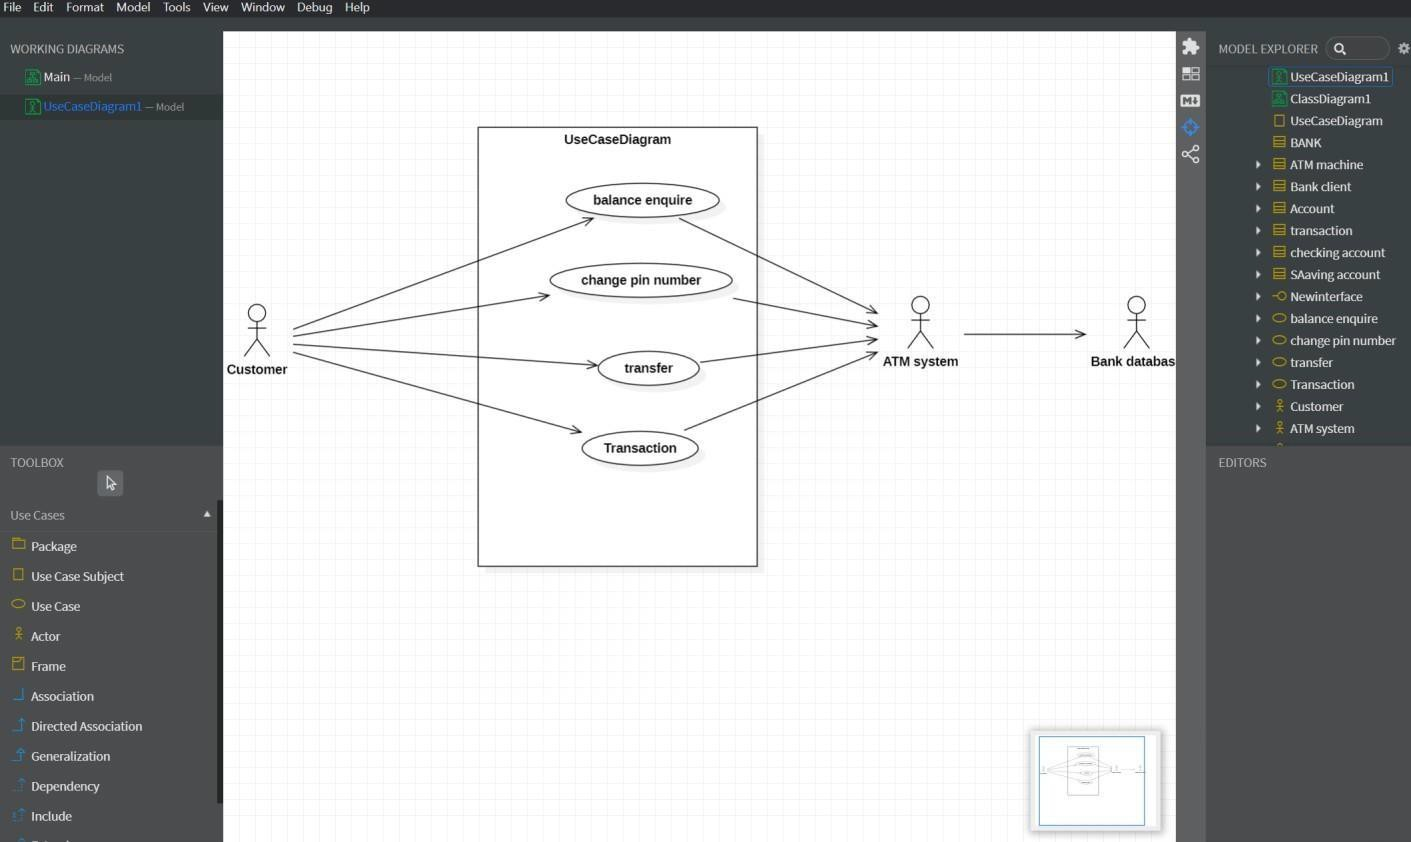 File Edit Format Model Tools View Window Debug Help
WORKING DIAGRAMS
Main — Model
UseCaseDiagram1 — Model
TOOLBOX
Use Cases
Package
Use Case Subject
Use Case
Actor
Frame
Association
Directed Association
Generalization
Dependency
Include
UseCaseDiagram
balance enquire
change pin number
transfer
Transaction
Customer
ATM system
Bank databas
MODEL EXPLORER
UseCaseDiagram1
ClassDiagram1
UseCaseDiagram
BANK
ATM machine
Bank client
Account
transaction
checking account
SAaving account
Newinterface
balance enquire
change pin number
transfer
Transaction
Customer
ATM system
EDITORS